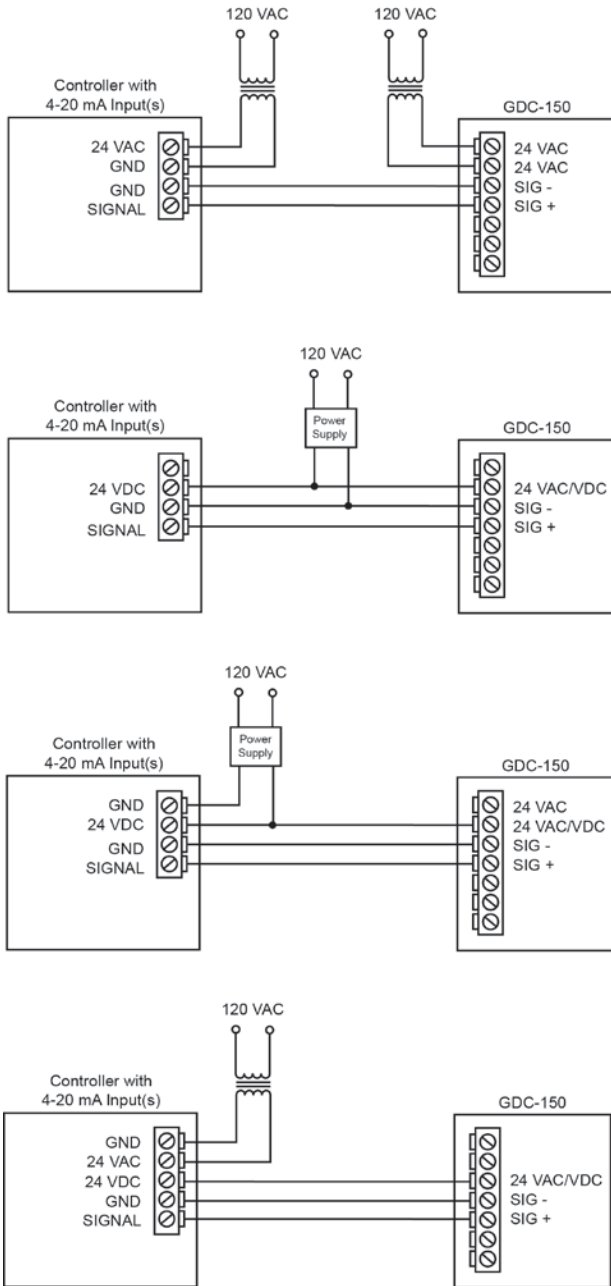 120 VAC
120 VAC
Controller with
4-20 mA Input(s)
GDC-150
24 VAC
GND
GND
SIGNAL
24 VAC
24 VAC
SIG -
SIG +
120 VAC
Controller with
4-20 mA Input(s)
Power
Supply
GDC-150
24 VDC
GND
SIGNAL
24 VAC/VDC
SIG -
SIG +
120 VAC
Controller with
4-20 mA Input(s)
Power
Supply
GDC-150
GND
24 VDC
GND
SIGNAL
24 VAC
24 VAC/VDC
SIG -
SIG +
120 VAC
Controller with
4-20 mA Input(s)
GDC-150
GND
24 VAC
24 VDC
GND
SIGNAL
24 VAC/VDC
SIG -
SIG +